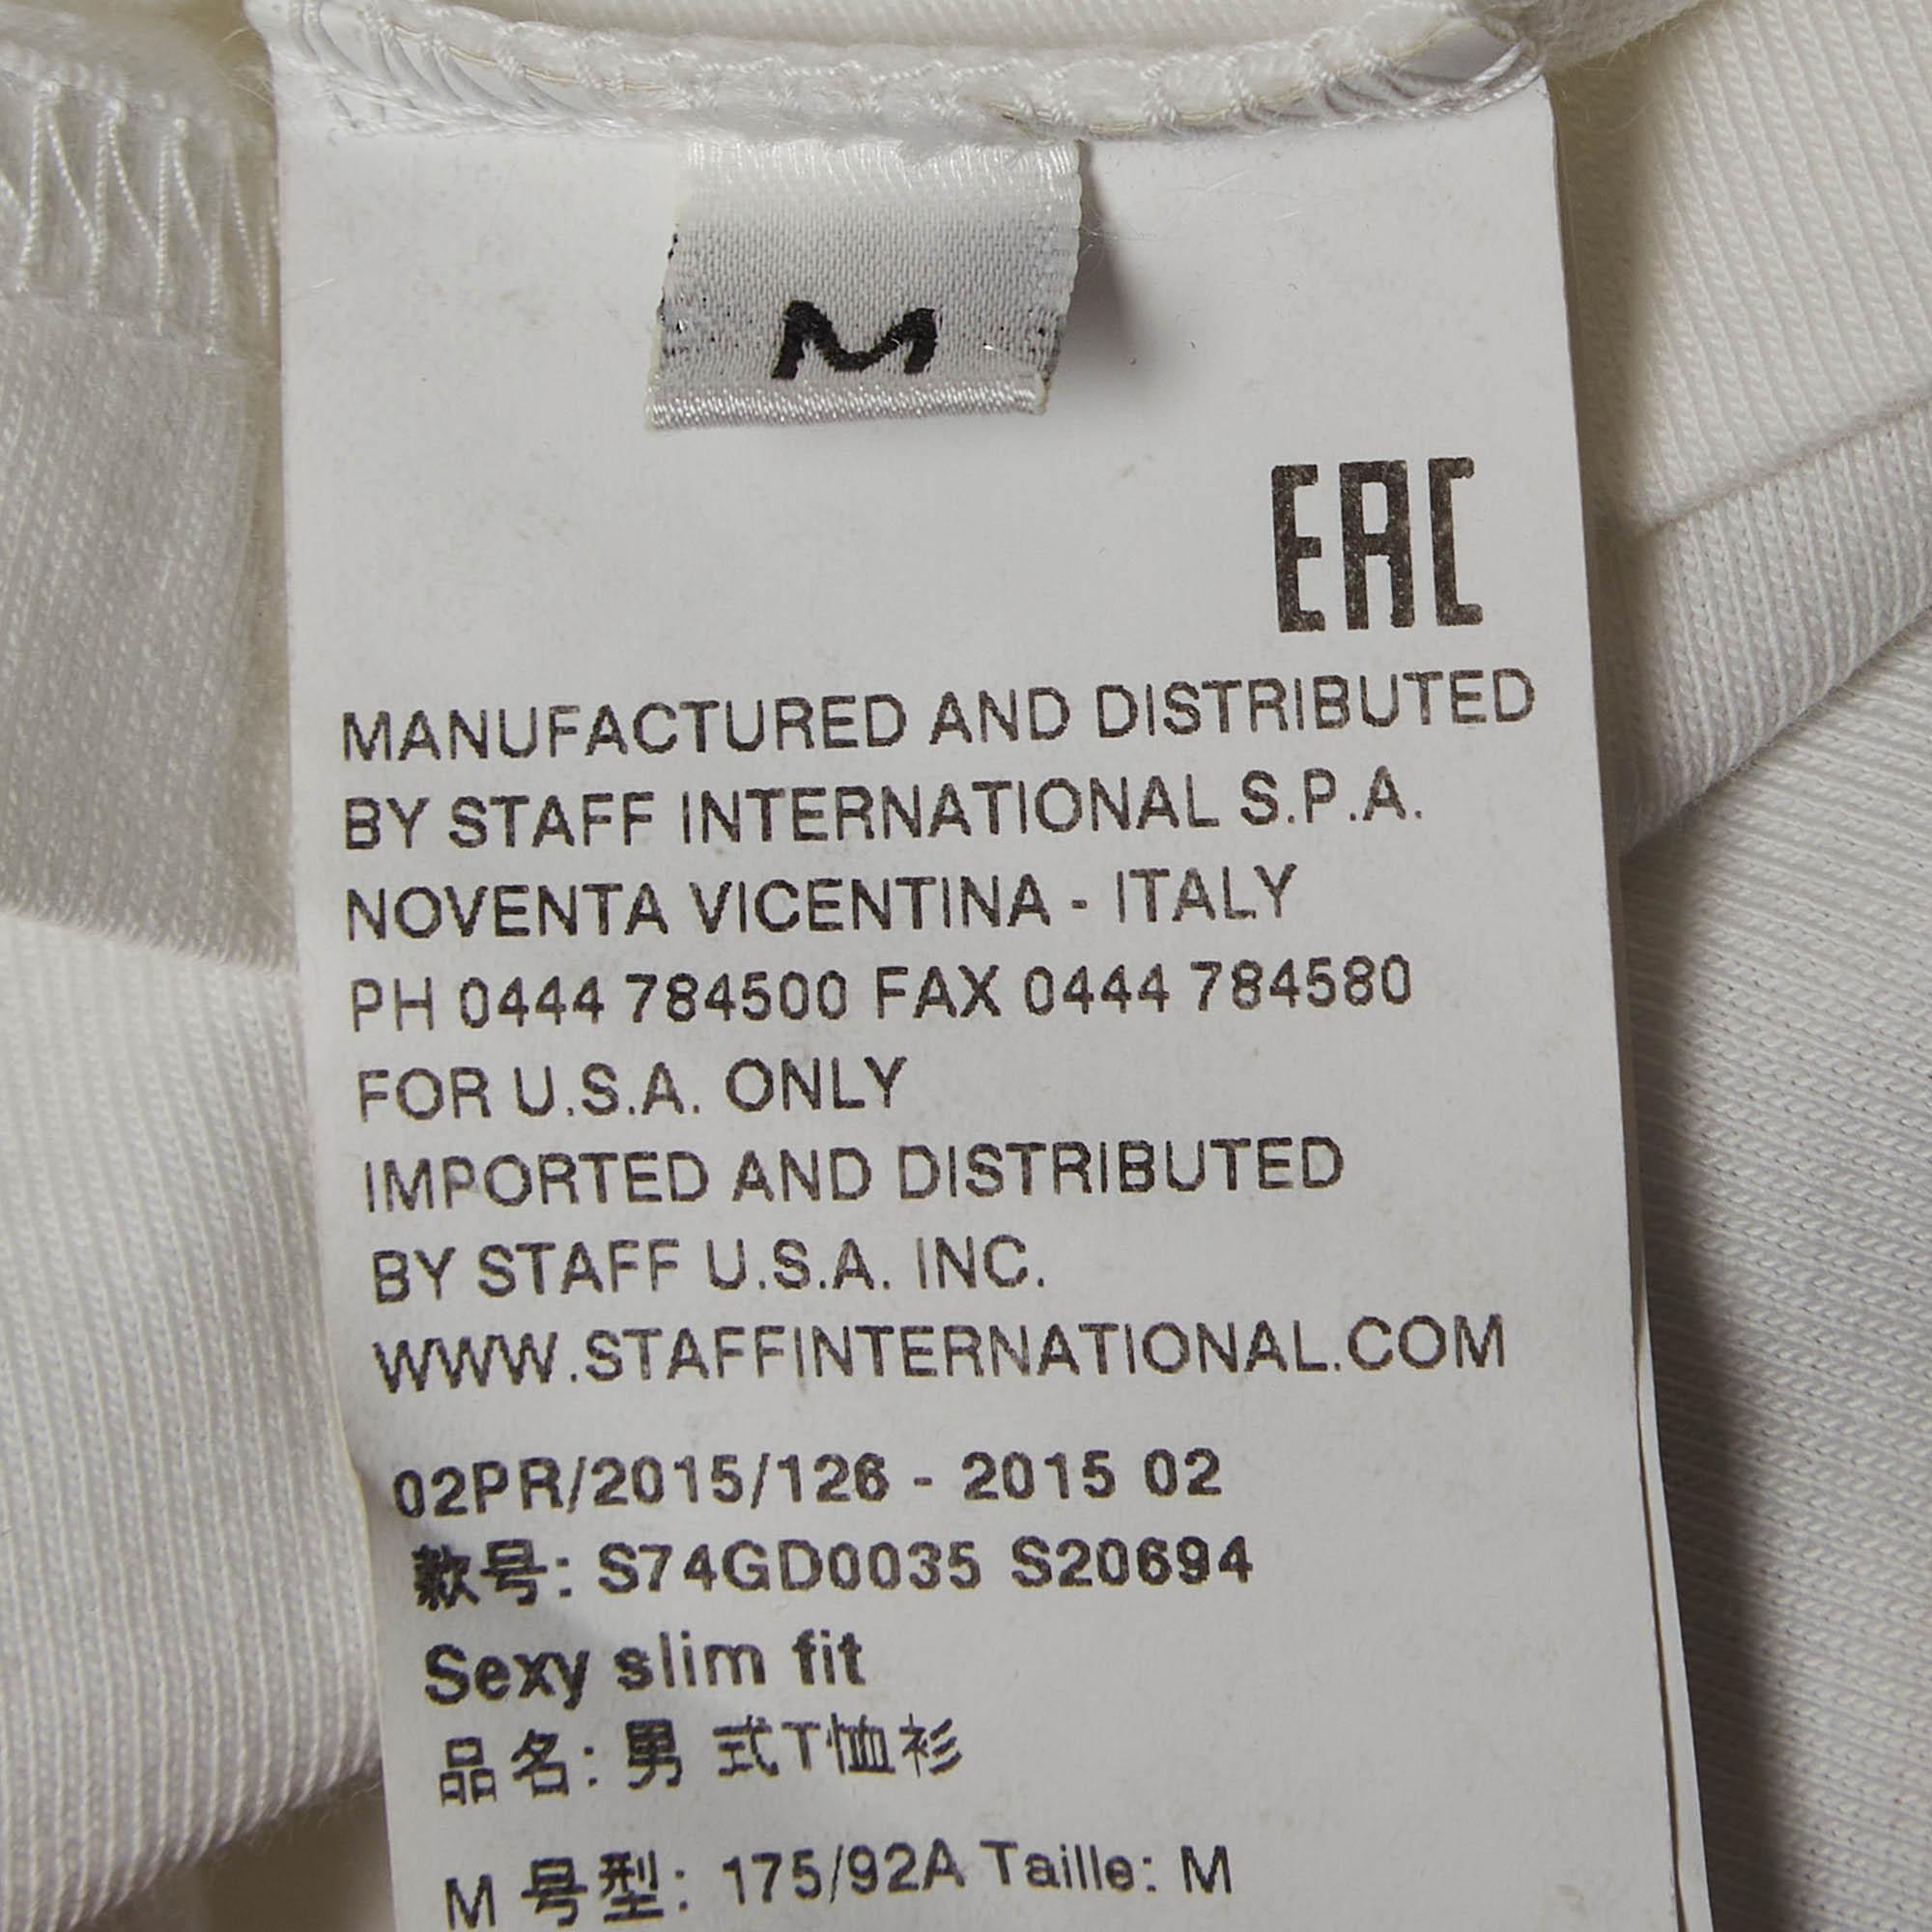 M
EAC
MANUFACTURED AND DISTRIBUTED
BY STAFF INTERNATIONAL S.P.A.
NOVENTA VICENTINA - ITALY
PH 0444 784500 FAX 0444 784580
FOR U.S.A. ONLY
IMPORTED AND DISTRIBUTED
BY STAFF U.S.A. INC.
WWW.STAFFINTERNATIONAL.COM
02PR/2015/126 - 2015 02
款号: S74GD0035 S20694
Sexy slim fit
品名: 男 式T恤衫
M 号型: 175/92A Taille: M